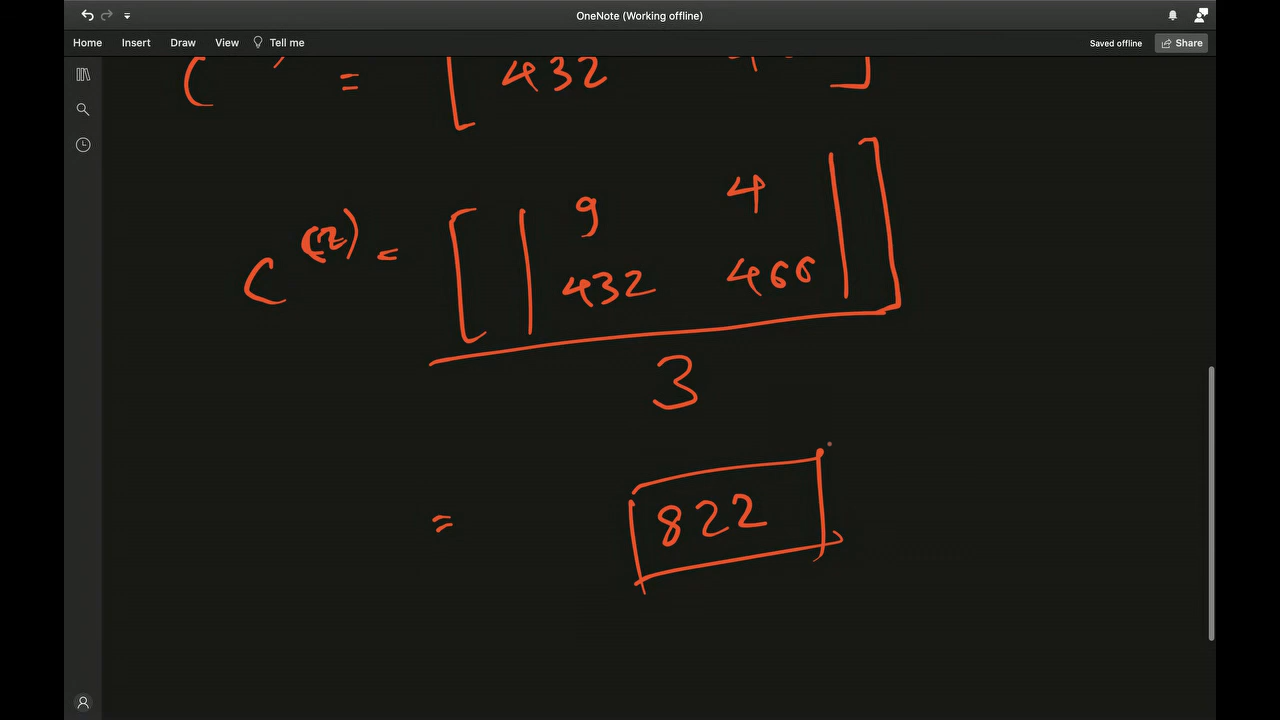 OneNote (Working offline)
Home Insert Draw View Tell me
Saved offline Share
C = [ 432 ]
C^(2) = [ | 9 4
432 466 | ]
3
= 822